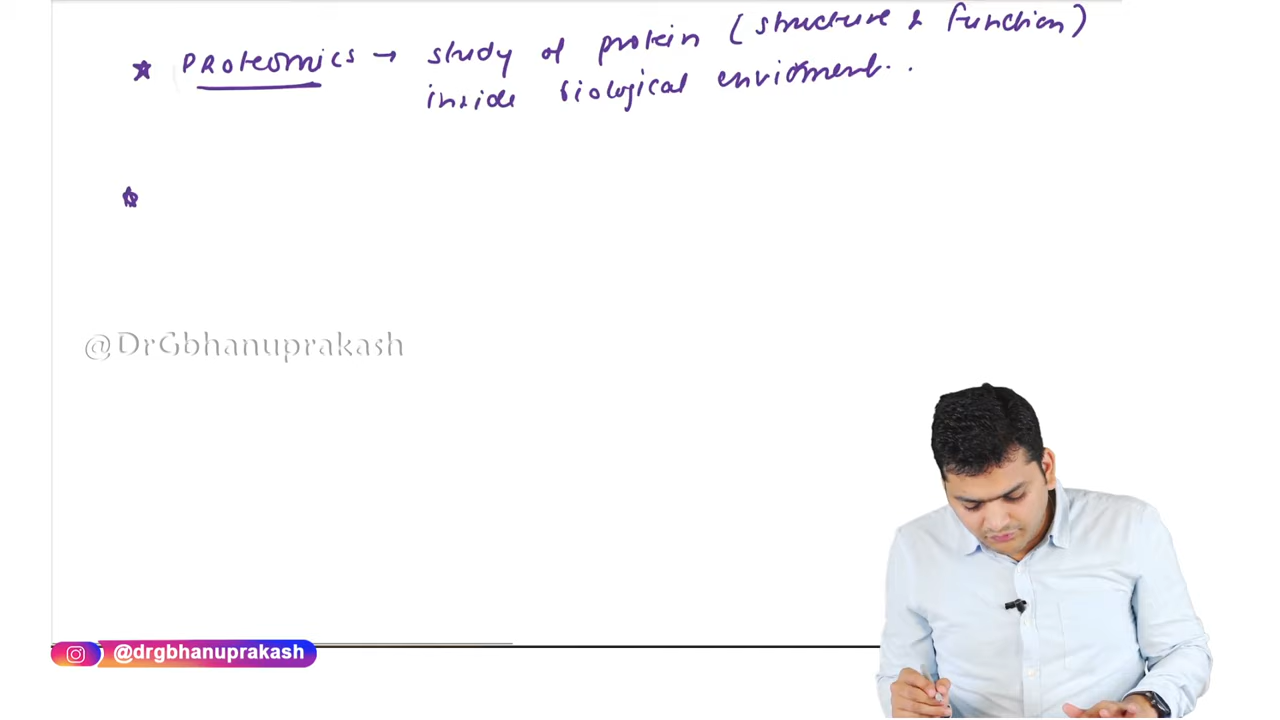 PROTEOMICS → study of protein (structure & function)
inside biological enviroment..
@DrGbhanuprakash
@drgbhanuprakash